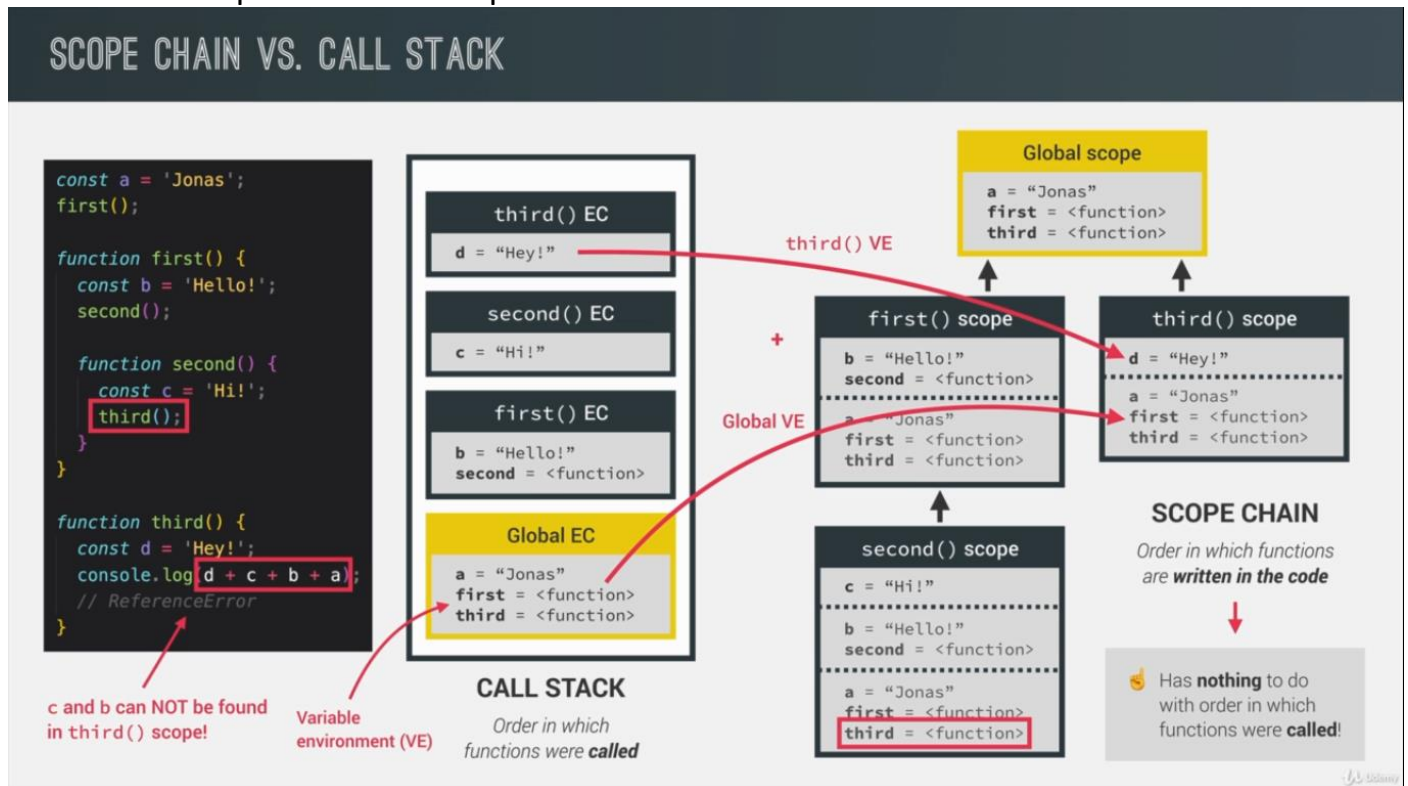 SCOPE CHAIN VS. CALL STACK
const a = 'Jonas';
first();
function first() {
const b = 'Hello!';
second();
function second() {
const c = 'Hi!';
third();
}
}
function third() {
const d = 'Hey!';
console.log(d + c + b + a);
// ReferenceError
}
c and b can NOT be found
in third() scope!
third() EC
d = "Hey!"
second() EC
c = "Hi!"
first() EC
b = "Hello!"
second = <function>
Global EC
a = "Jonas"
first = <function>
third = <function>
Variable
environment (VE)
CALL STACK
Order in which
functions were called
third() VE
+
Global VE
Global scope
a = "Jonas"
first = <function>
third = <function>
first() scope
b = "Hello!"
second = <function>
a = "Jonas"
first = <function>
third = <function>
second() scope
c = "Hi!"
b = "Hello!"
second = <function>
a = "Jonas"
first = <function>
third = <function>
third() scope
d = "Hey!"
a = "Jonas"
first = <function>
third = <function>
SCOPE CHAIN
Order in which functions
are written in the code
☝ Has nothing to do
with order in which
functions were called!
Udemy